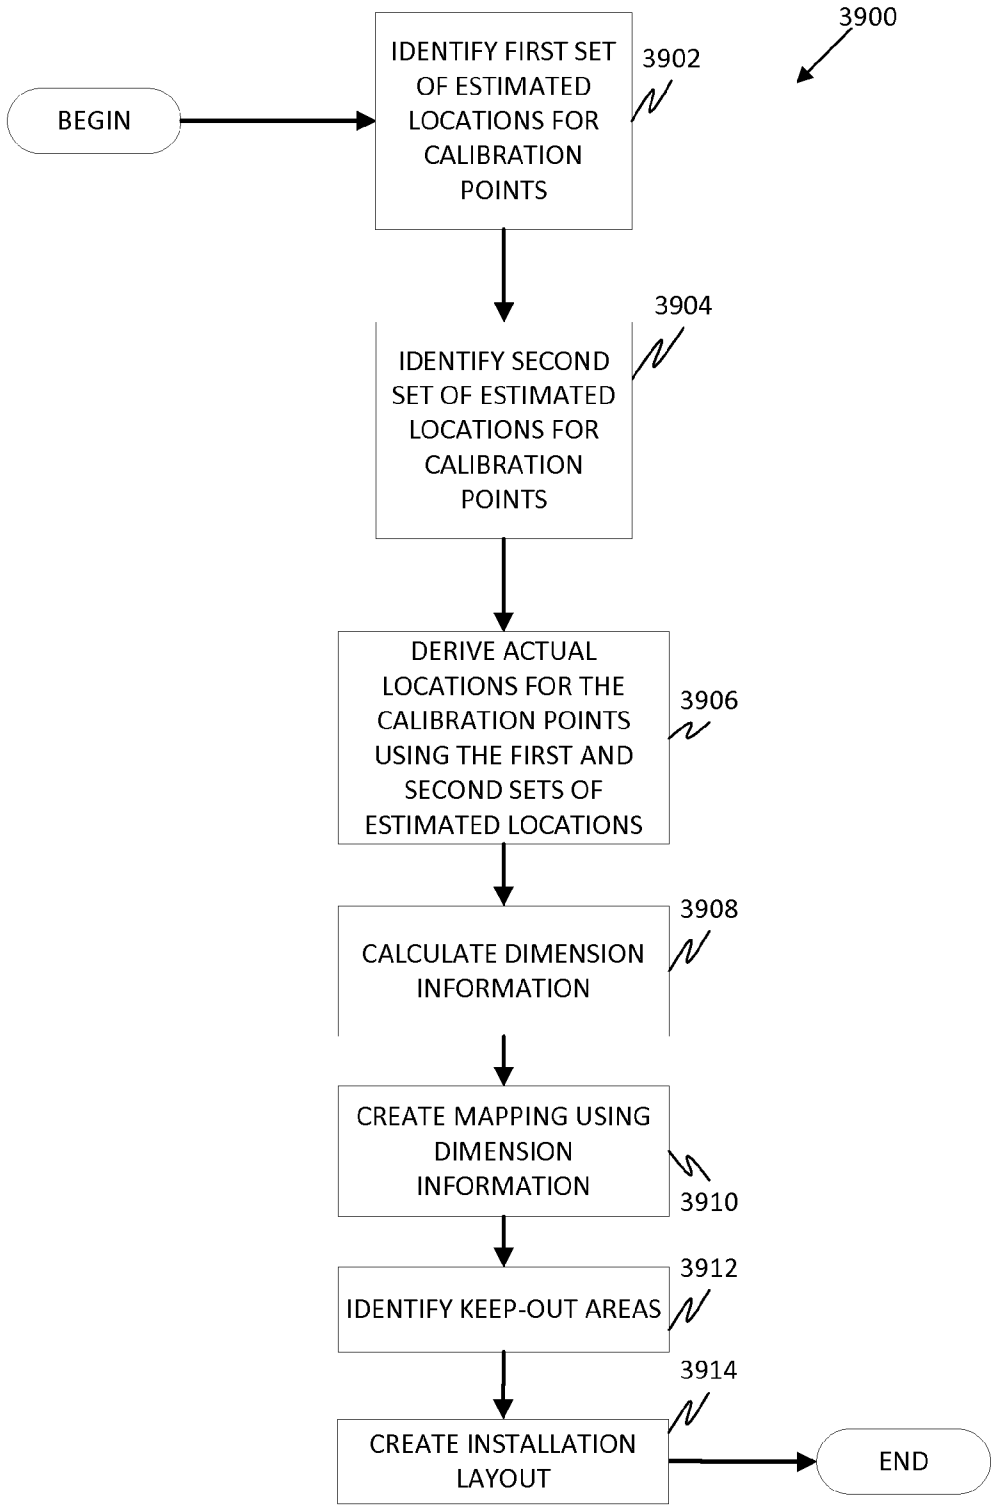 3900
BEGIN
IDENTIFY FIRST SET
OF ESTIMATED
LOCATIONS FOR
CALIBRATION
POINTS
3902
IDENTIFY SECOND
SET OF ESTIMATED
LOCATIONS FOR
CALIBRATION
POINTS
3904
DERIVE ACTUAL
LOCATIONS FOR THE
CALIBRATION POINTS
USING THE FIRST AND
SECOND SETS OF
ESTIMATED LOCATIONS
3906
CALCULATE DIMENSION
INFORMATION
3908
CREATE MAPPING USING
DIMENSION
INFORMATION
3910
IDENTIFY KEEP-OUT AREAS
3912
CREATE INSTALLATION
LAYOUT
3914
END